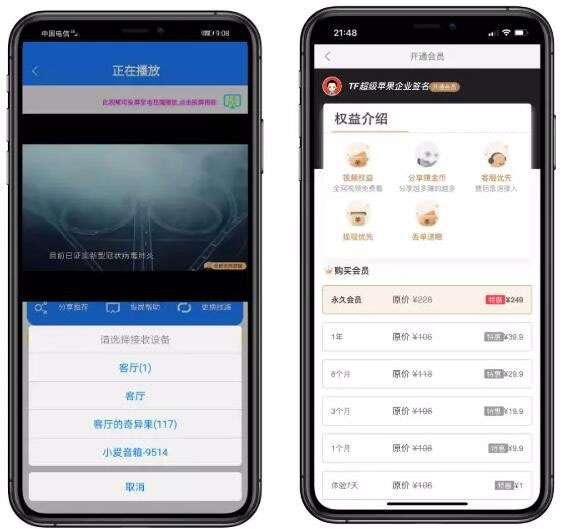 中国电信
9:08
正在播放
此视频可投屏至电视播放,点击投屏图标
目前已证实新型冠状病毒肺炎
分享推荐
投屏帮助
更换线路
请选择接收设备
客厅(1)
客厅
客厅的奇异果(117)
小爱音箱-9514
取消
21:48
开通会员
TF超级苹果企业签名 开通会员
权益介绍
视频权益
分享赚金币
客服优先
全网视频免费看
分享越多赚的越多
售后急速接入
提现优先
丢单追踪
购买会员
永久会员 原价 ¥228 特惠 ¥249
1年 原价 ¥106 特惠 ¥39.9
6个月 原价 ¥118 特惠 ¥29.9
3个月 原价 ¥106 特惠 ¥19.9
1个月 原价 ¥106 特惠 ¥9.9
体验7天 原价 ¥106 特惠 ¥1